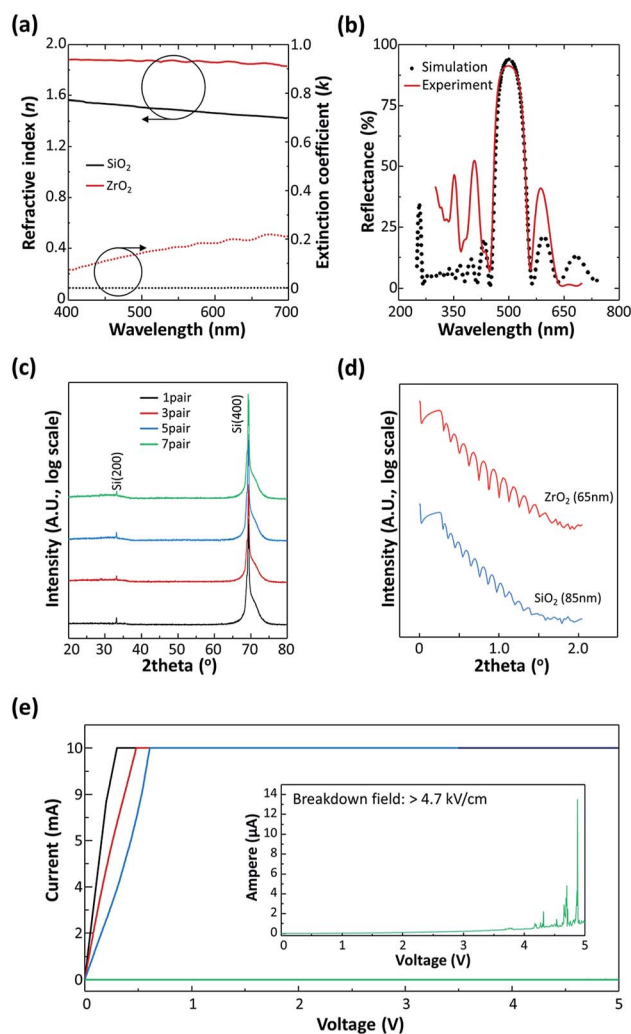 (a)
2.0
1.6
1.2
0.8
0.4
0
Refractive index (n)
SiO₂
ZrO₂
1.0
0.8
0.6
0.4
0.2
0
Extinction coefficient (k)
400 500 600 700
Wavelength (nm)
(b)
100
75
50
25
0
Reflectance (%)
Simulation
Experiment
200 350 500 650 800
Wavelength (nm)
(c)
Intensity (A.U., log scale)
1pair
3pair
5pair
7pair
Si(200)
Si(400)
20 30 40 50 60 70 80
2theta (°)
(d)
Intensity (A.U., log scale)
ZrO₂ (65nm)
SiO₂ (85nm)
0 1.0 2.0
2theta (°)
(e)
10
9
5
4
2
0
Current (mA)
Breakdown field: > 4.7 kV/cm
14
12
10
8
6
4
2
0
Ampere (µA)
0 1 2 3 4 5
Voltage (V)
0 1 2 3 4 5
Voltage (V)